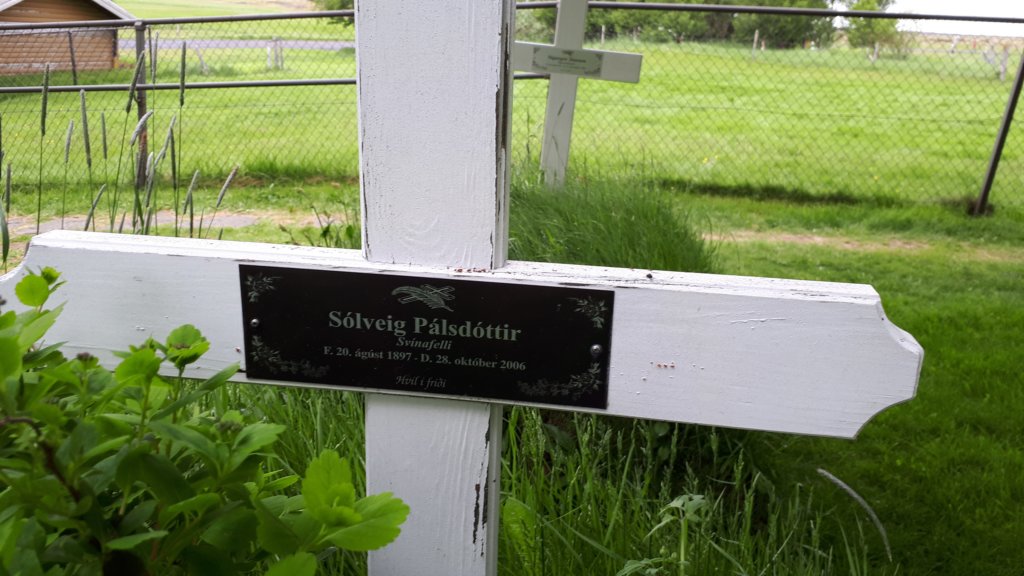 Sólveig Pálsdóttir
Svínafelli
F. 20. ágúst 1897 - D. 28. október 2006
Hvíl í friði